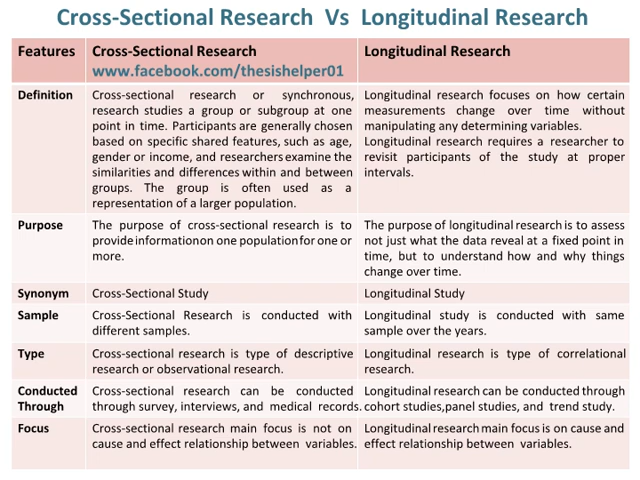 Cross-Sectional Research Vs Longitudinal Research
Features
Cross-Sectional Research
www.facebook.com/thesishelper01
Longitudinal Research
Definition
Cross-sectional research or synchronous,
research studies a group or subgroup at one
point in time. Participants are generally chosen
based on specific shared features, such as age,
gender or income, and researchers examine the
similarities and differences within and between
groups. The group is often used as a
representation of a larger population.
Longitudinal research focuses on how certain
measurements change over time without
manipulating any determining variables.
Longitudinal research requires a researcher to
revisit participants of the study at proper
intervals.
Purpose
The purpose of cross-sectional research is to
provide information on one population for one or
more.
The purpose of longitudinal research is to assess
not just what the data reveal at a fixed point in
time, but to understand how and why things
change over time.
Synonym
Cross-Sectional Study
Longitudinal Study
Sample
Cross-Sectional Research is conducted with
different samples.
Longitudinal study is conducted with same
sample over the years.
Type
Cross-sectional research is type of descriptive
research or observational research.
Longitudinal research is type of correlational
research.
Conducted
Through
Cross-sectional research can be conducted
through survey, interviews, and medical records.
Longitudinal research can be conducted through
cohort studies,panel studies, and trend study.
Focus
Cross-sectional research main focus is not on
cause and effect relationship between variables.
Longitudinal research main focus is on cause and
effect relationship between variables.